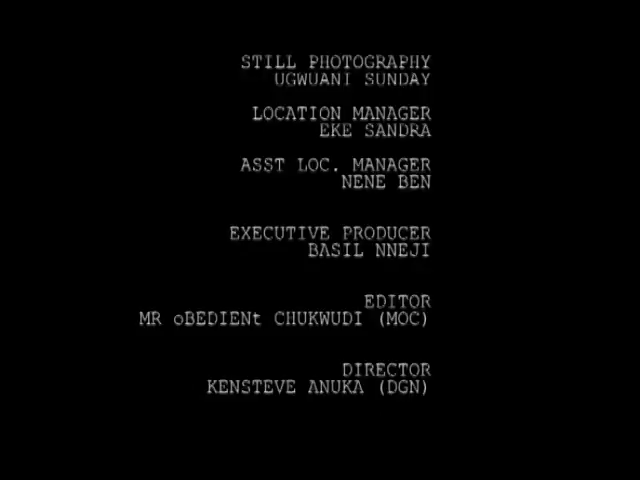 STILL PHOTOGRAPHY
UGWUANI SUNDAY
LOCATION MANAGER
EKE SANDRA
ASST LOC. MANAGER
NENE BEN
EXECUTIVE PRODUCER
BASIL NNEJI
EDITOR
MR oBEDIENt CHUKWUDI (MOC)
DIRECTOR
KENSTEVE ANUKA (DGN)